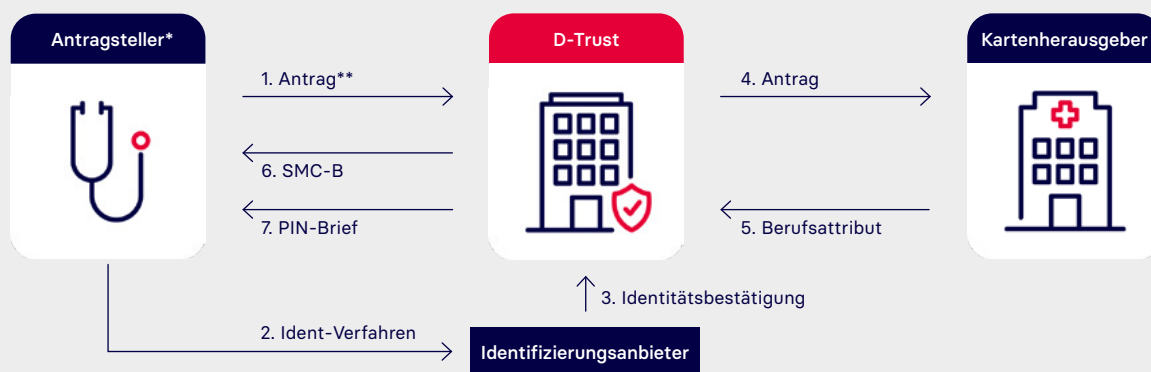 Antragsteller*
D-Trust
Kartenherausgeber
1. Antrag**
4. Antrag
6. SMC-B
7. PIN-Brief
5. Berufsattribut
3. Identitätsbestätigung
2. Ident-Verfahren
Identifizierungsanbieter